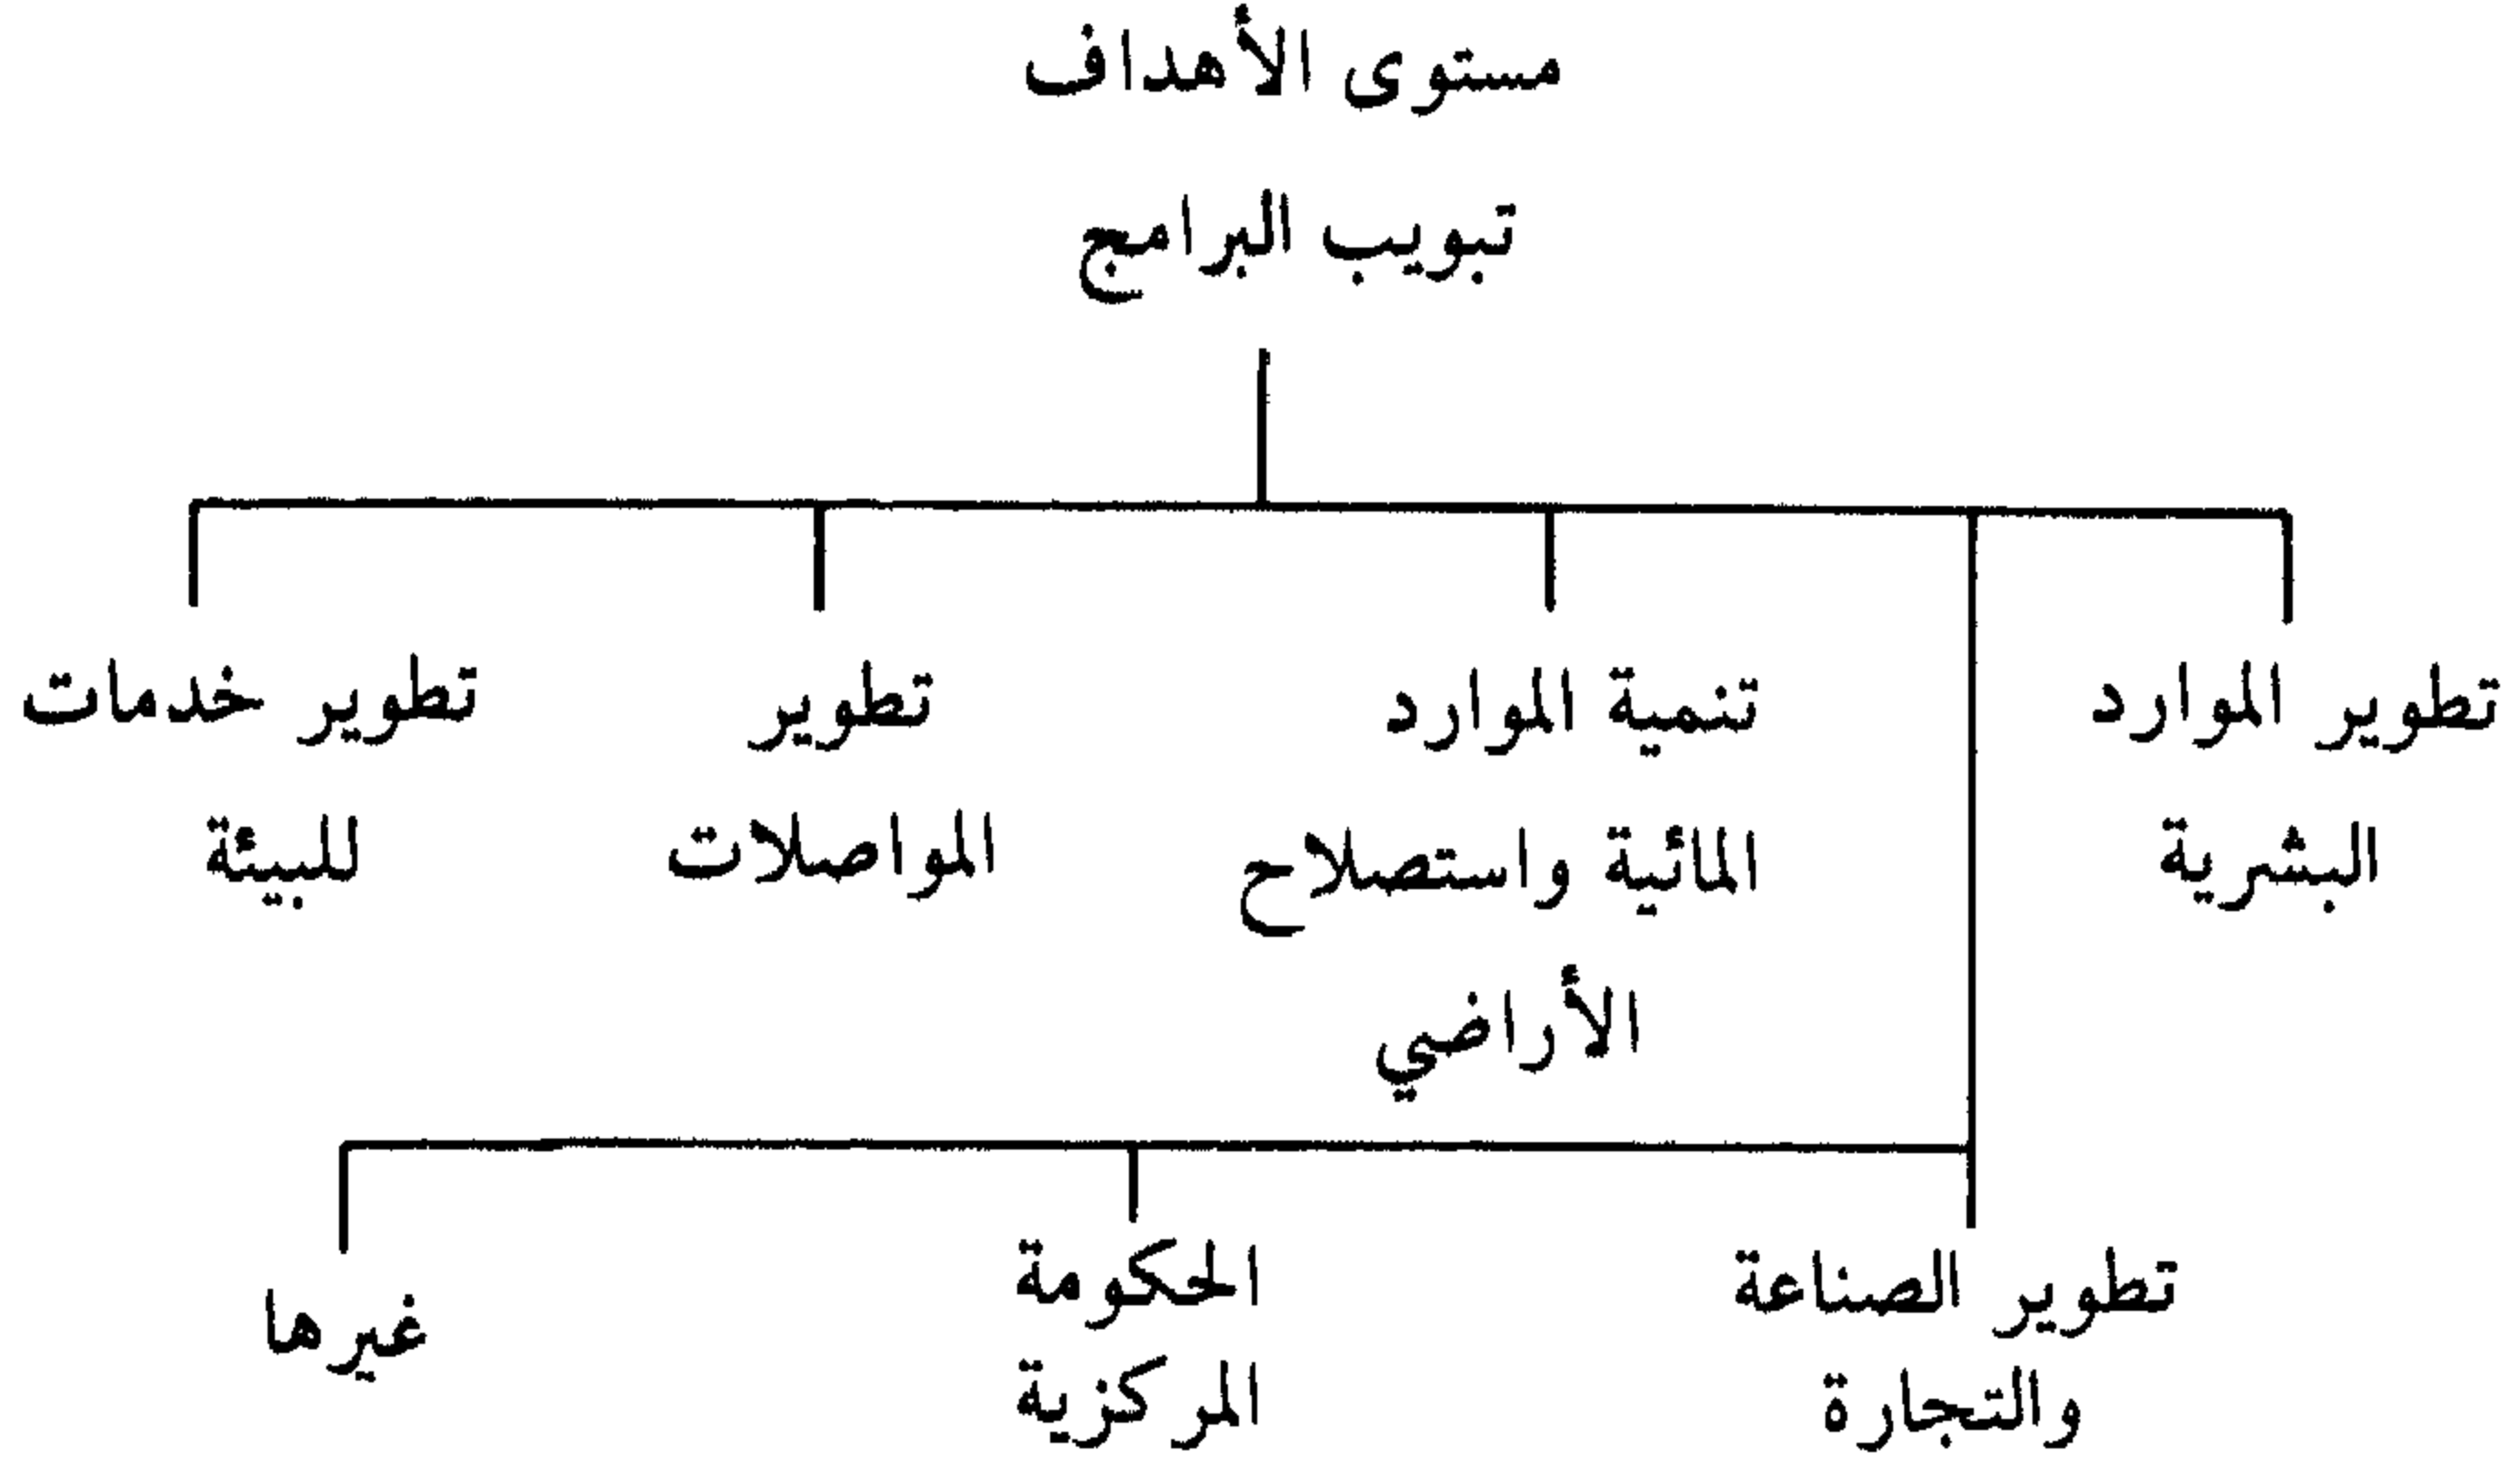 مستوى الأهداف
تبويب البرامج
تطوير الموارد
البشرية
تنمية الموارد
المائية واستصلاح
الأراضي
تطوير
المواصلات
تطوير خدمات
للبيئة
تطوير الصناعة
والتجارة
الحكومة
المركزية
غيرها